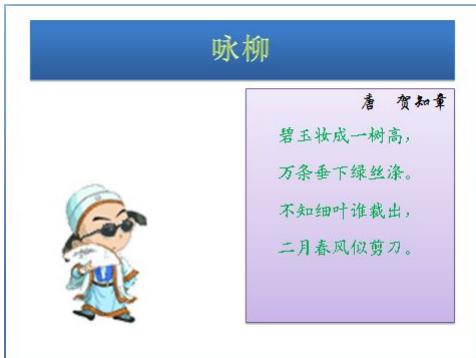 咏柳
唐 贺知章
碧玉妆成一树高，
万条垂下绿丝涤。
不知细叶谁裁出，
二月春风似剪刀。